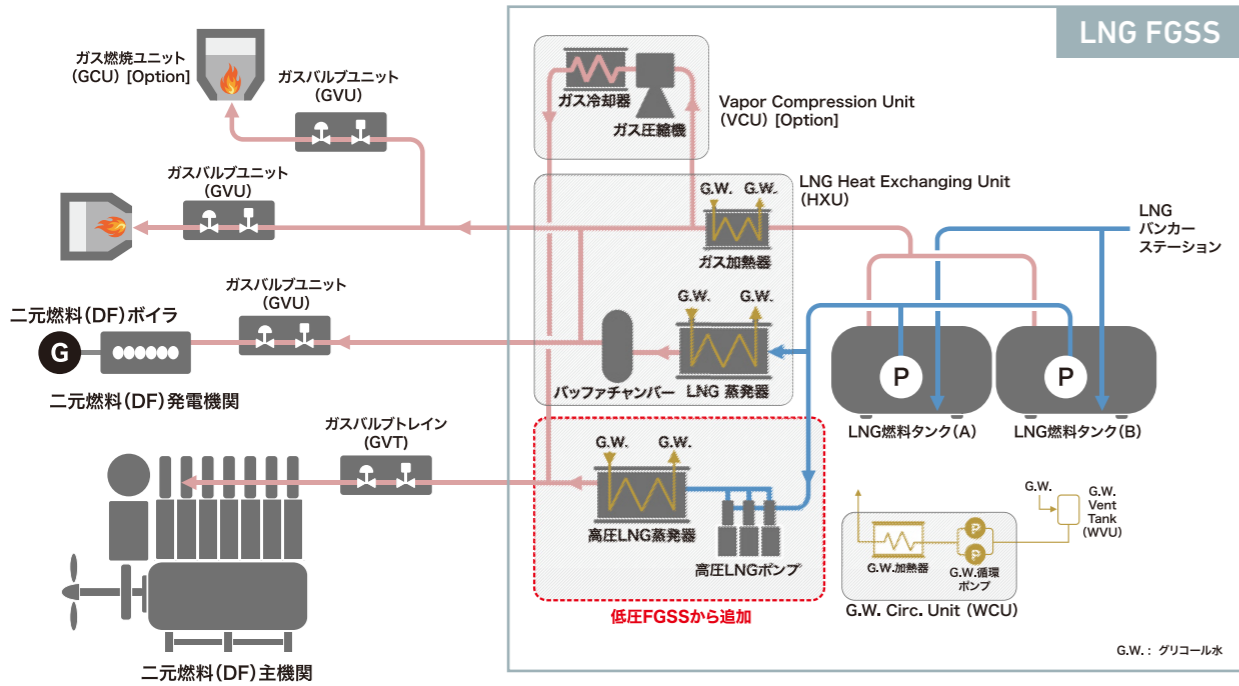 LNG FGSS
ガス燃焼ユニット
(GCU) [Option]
ガスバルブユニット
(GVU)
ガス冷却器
ガス圧縮機
Vapor Compression Unit
(VCU) [Option]
ガスバルブユニット
(GVU)
G.W.
G.W.
ガス加熱器
LNG Heat Exchanging Unit
(HXU)
LNG
バンカー
ステーション
ガスバルブユニット
(GVU)
二元燃料(DF)ボイラ
G
二元燃料(DF)発電機関
バッファチャンバー
G.W.
G.W.
LNG 蒸発器
P
P
LNG燃料タンク(A)
LNG燃料タンク(B)
ガスバルブトレイン
(GVT)
G.W.
G.W.
高圧LNG蒸発器
高圧LNGポンプ
低圧FGSSから追加
G.W.
G.W.
Vent
Tank
(WVU)
P
P
G.W.加熱器
G.W.循環
ポンプ
G.W. Circ. Unit (WCU)
二元燃料(DF)主機関
G.W. : グリコール水